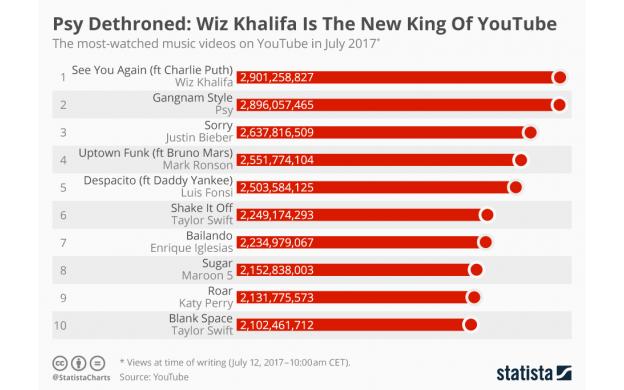 Psy Dethroned: Wiz Khalifa Is The New King Of YouTube
The most-watched music videos on YouTube in July 2017*
1 See You Again (ft Charlie Puth) 2,901,258,827
Wiz Khalifa
2 Gangnam Style 2,896,057,465
Psy
3 Sorry 2,637,816,509
Justin Bieber
4 Uptown Funk (ft Bruno Mars) 2,551,774,104
Mark Ronson
5 Despacito (ft Daddy Yankee) 2,503,584,125
Luis Fonsi
6 Shake It Off 2,249,174,293
Taylor Swift
7 Bailando 2,234,979,067
Enrique Iglesias
8 Sugar 2,152,838,003
Maroon 5
9 Roar 2,131,775,573
Katy Perry
10 Blank Space 2,102,461,712
Taylor Swift
* Views at time of writing (July 12, 2017–10:00am CET).
@StatistaCharts Source: YouTube
statista